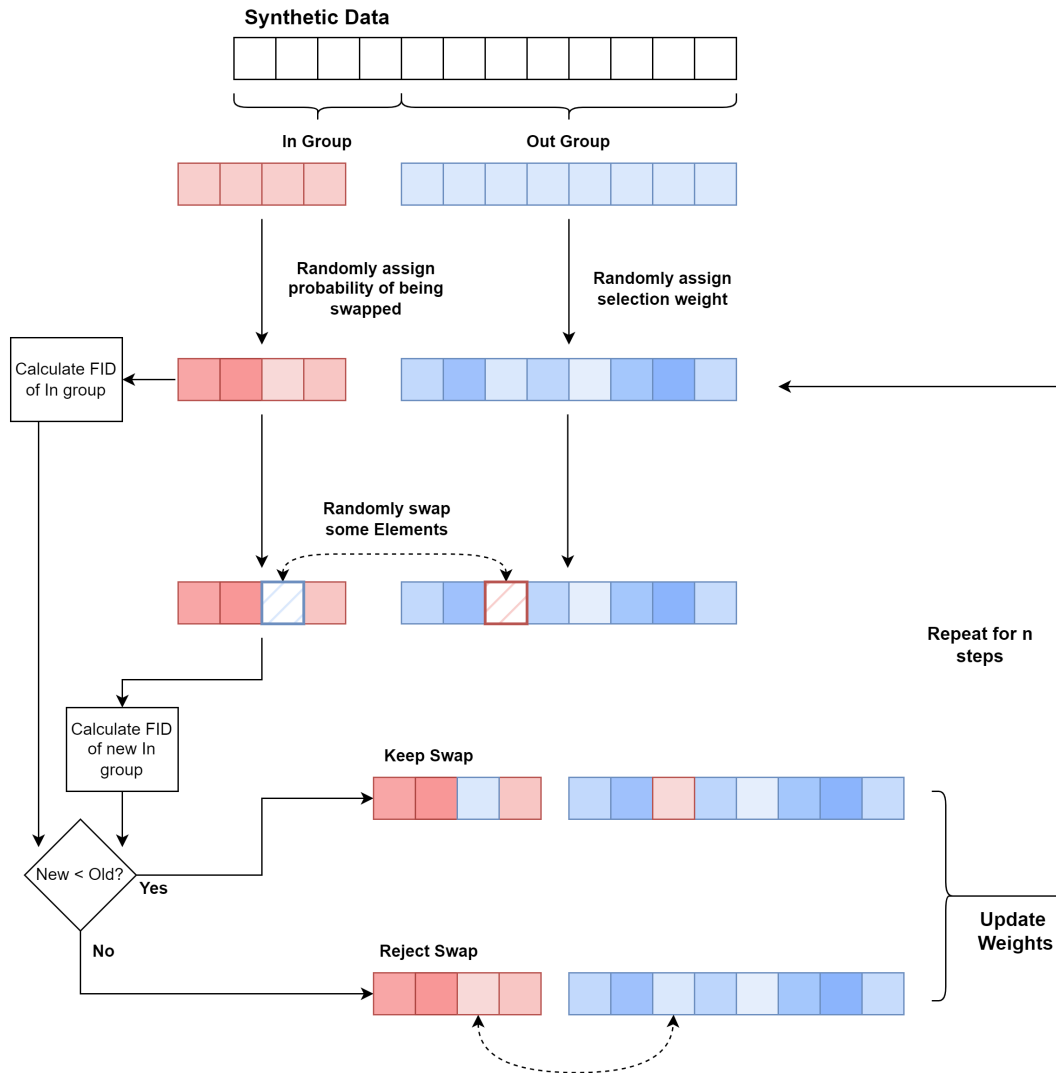 Synthetic Data
In Group
Out Group
Randomly assign
probability of being
swapped
Randomly assign
selection weight
Calculate FID
of In group
Randomly swap
some Elements
Repeat for n
steps
Calculate FID
of new In
group
Keep Swap
New < Old?
Yes
Update
Weights
No
Reject Swap